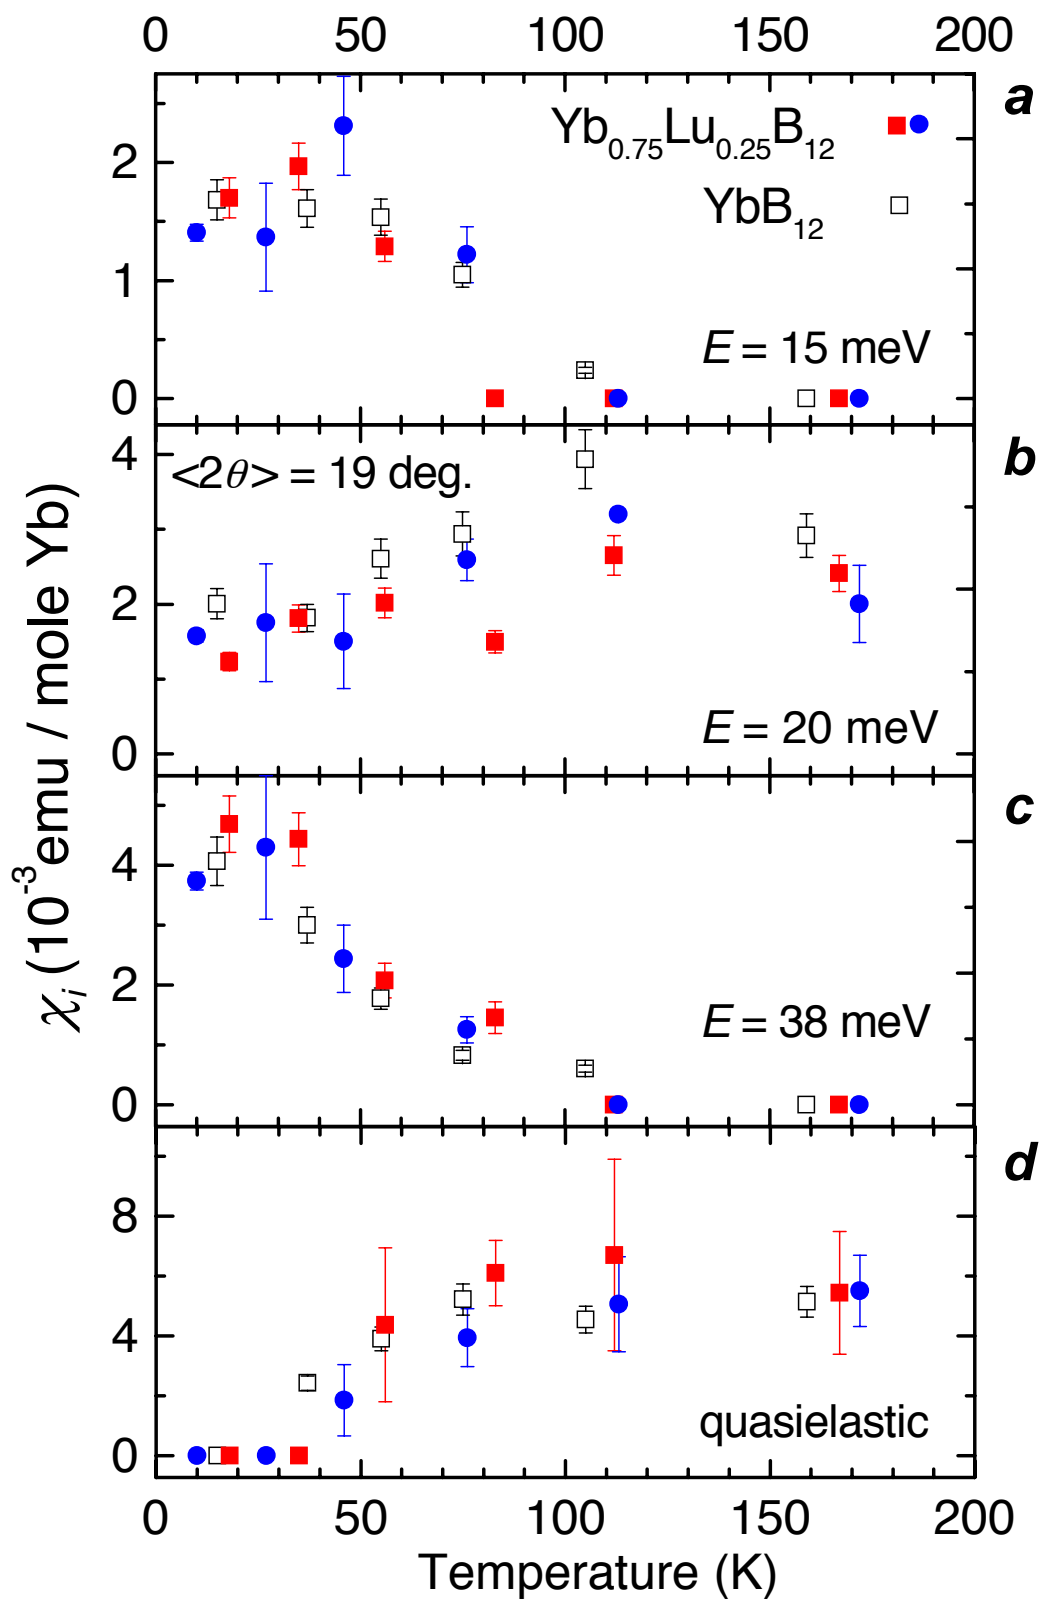 0 50 100 150 200
a
Yb0.75Lu0.25B12
YbB12
2
1
0
E = 15 meV
b
<2θ> = 19 deg.
4
2
0
E = 20 meV
c
4
2
0
E = 38 meV
d
8
4
0
quasielastic
χi (10-3 emu / mole Yb)
0 50 100 150 200
Temperature (K)